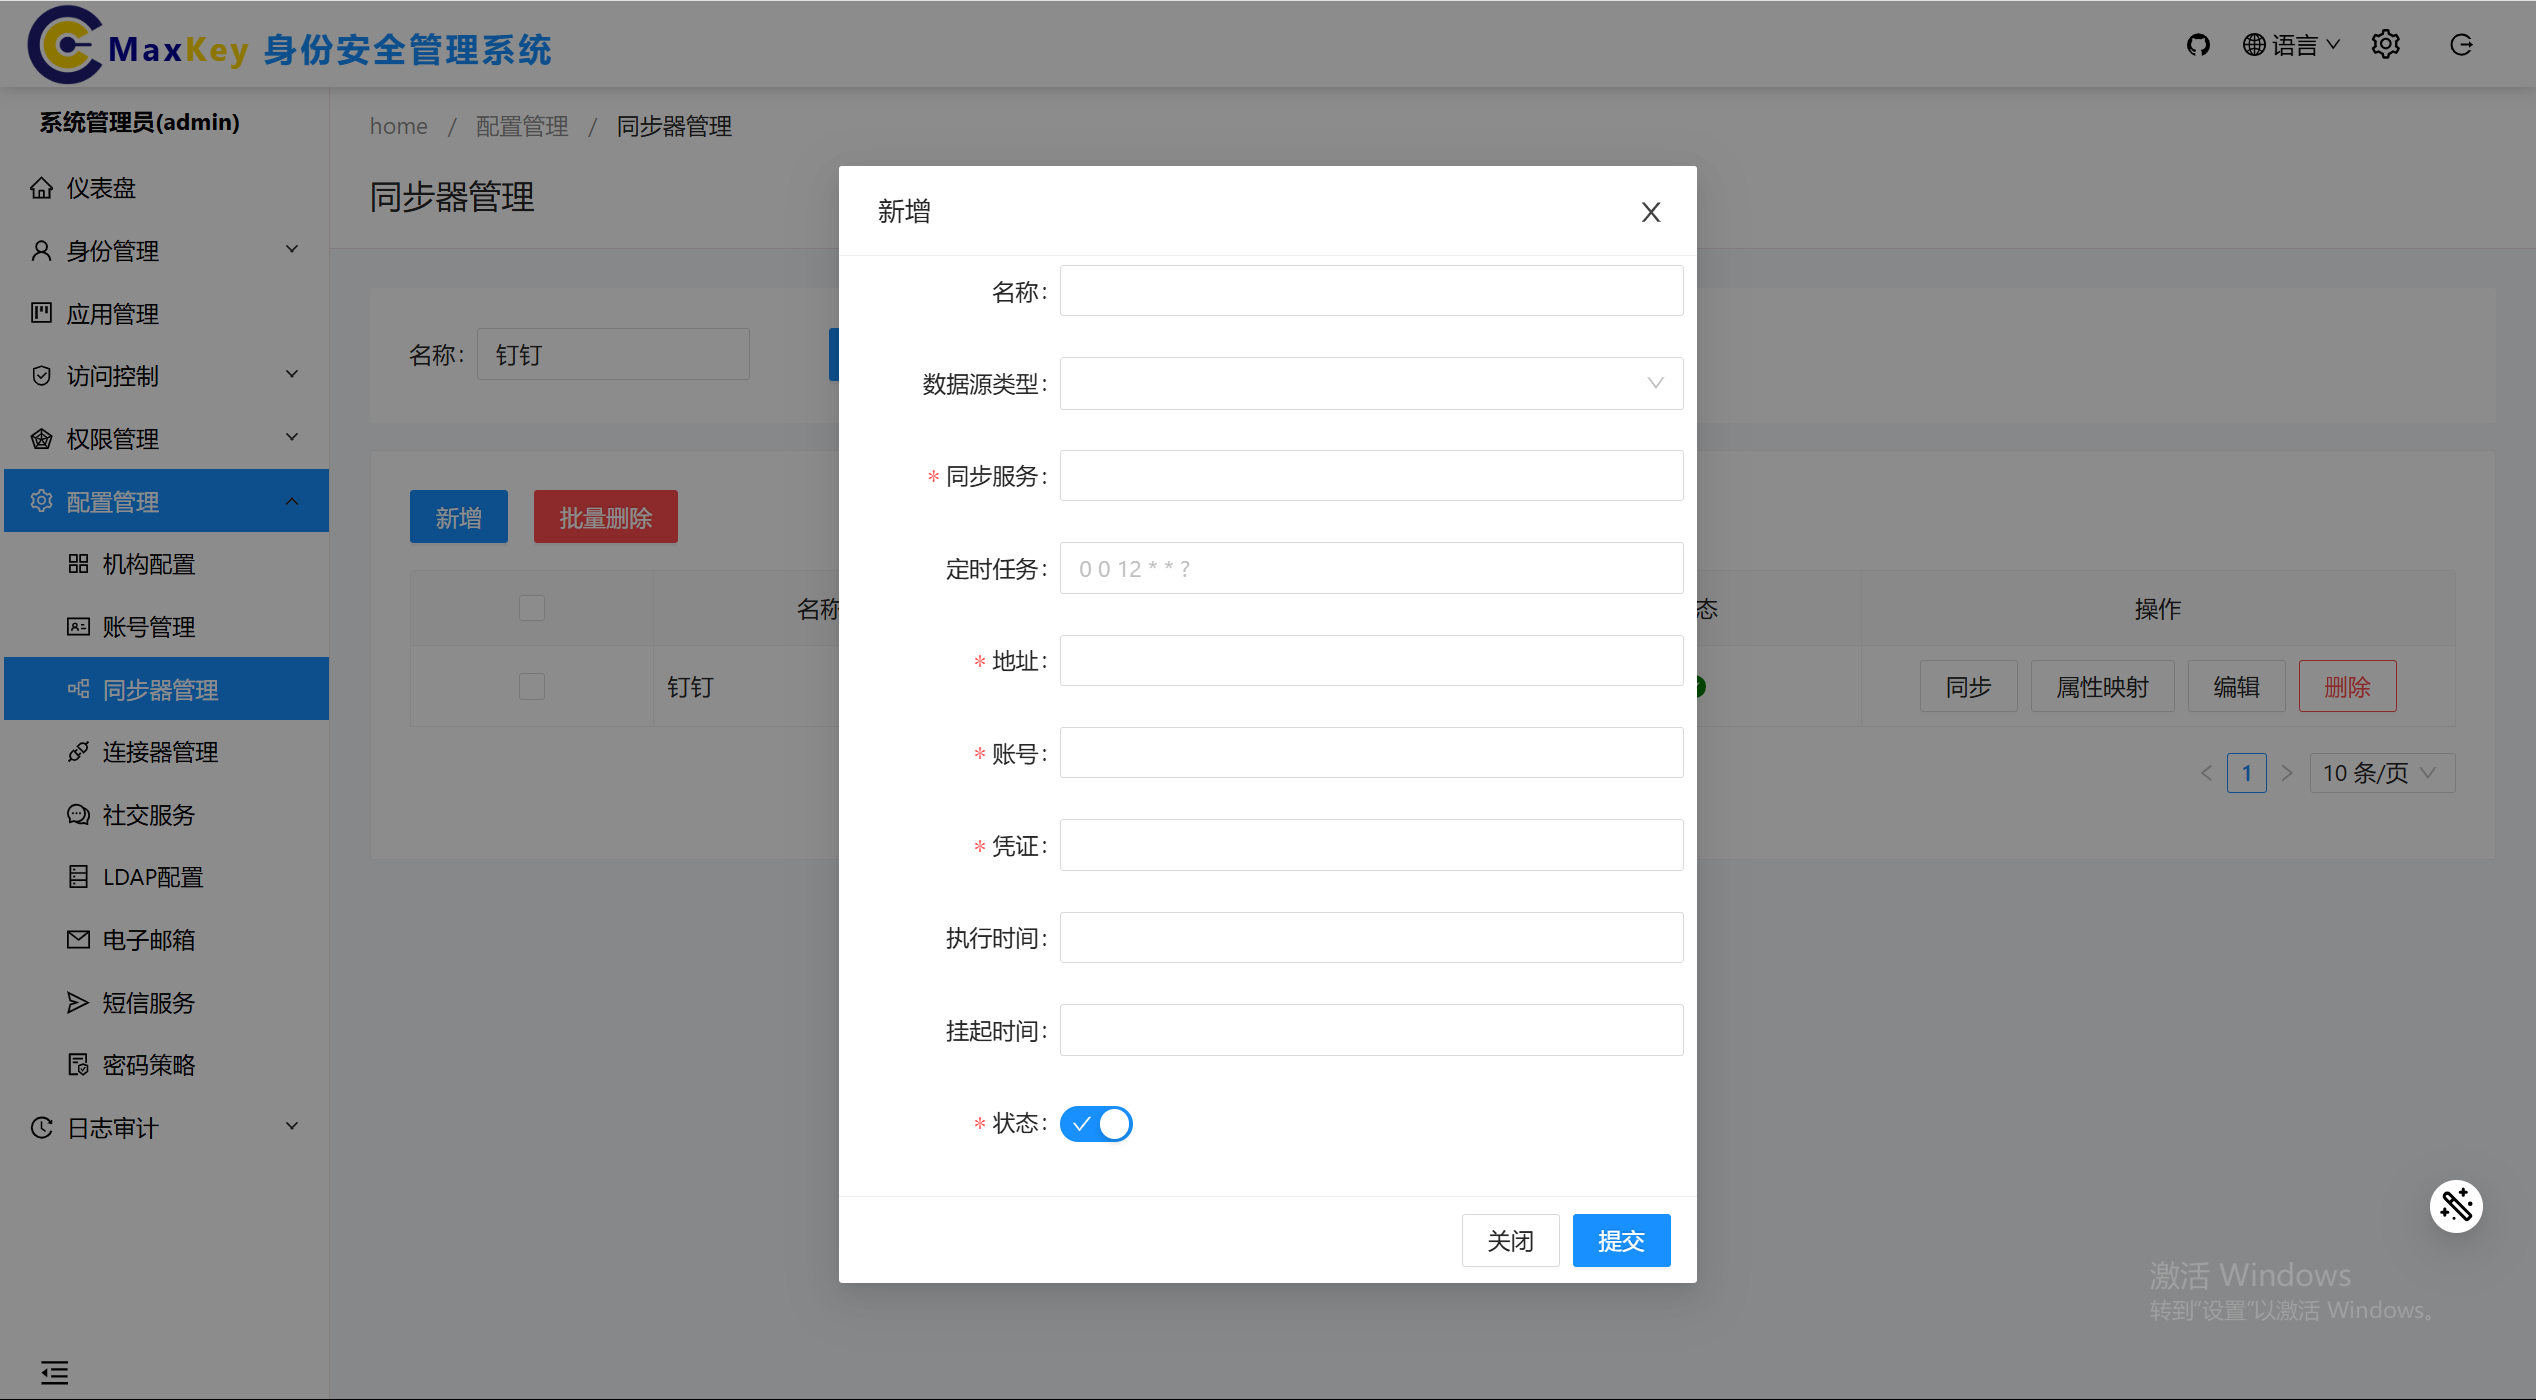 MaxKey 身份安全管理系统
语言
系统管理员(admin)
仪表盘
身份管理
应用管理
访问控制
权限管理
配置管理
机构配置
账号管理
同步器管理
连接器管理
社交服务
LDAP配置
电子邮箱
短信服务
密码策略
日志审计
home / 配置管理 / 同步器管理
同步器管理
名称: 钉钉
新增 批量删除
名称 态 操作
钉钉 同步 属性映射 编辑 删除
1 10 条/页
新增
名称:
数据源类型:
* 同步服务:
定时任务: 0 0 12 * * ?
* 地址:
* 账号:
* 凭证:
执行时间:
挂起时间:
* 状态:
关闭 提交
激活 Windows
转到"设置"以激活 Windows。